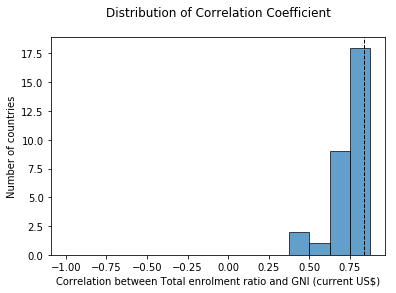 Distribution of Correlation Coefficient
17.5
15.0
12.5
10.0
7.5
5.0
2.5
0.0
Number of countries
−1.00 −0.75 −0.50 −0.25 0.00 0.25 0.50 0.75
Correlation between Total enrolment ratio and GNI (current US$)